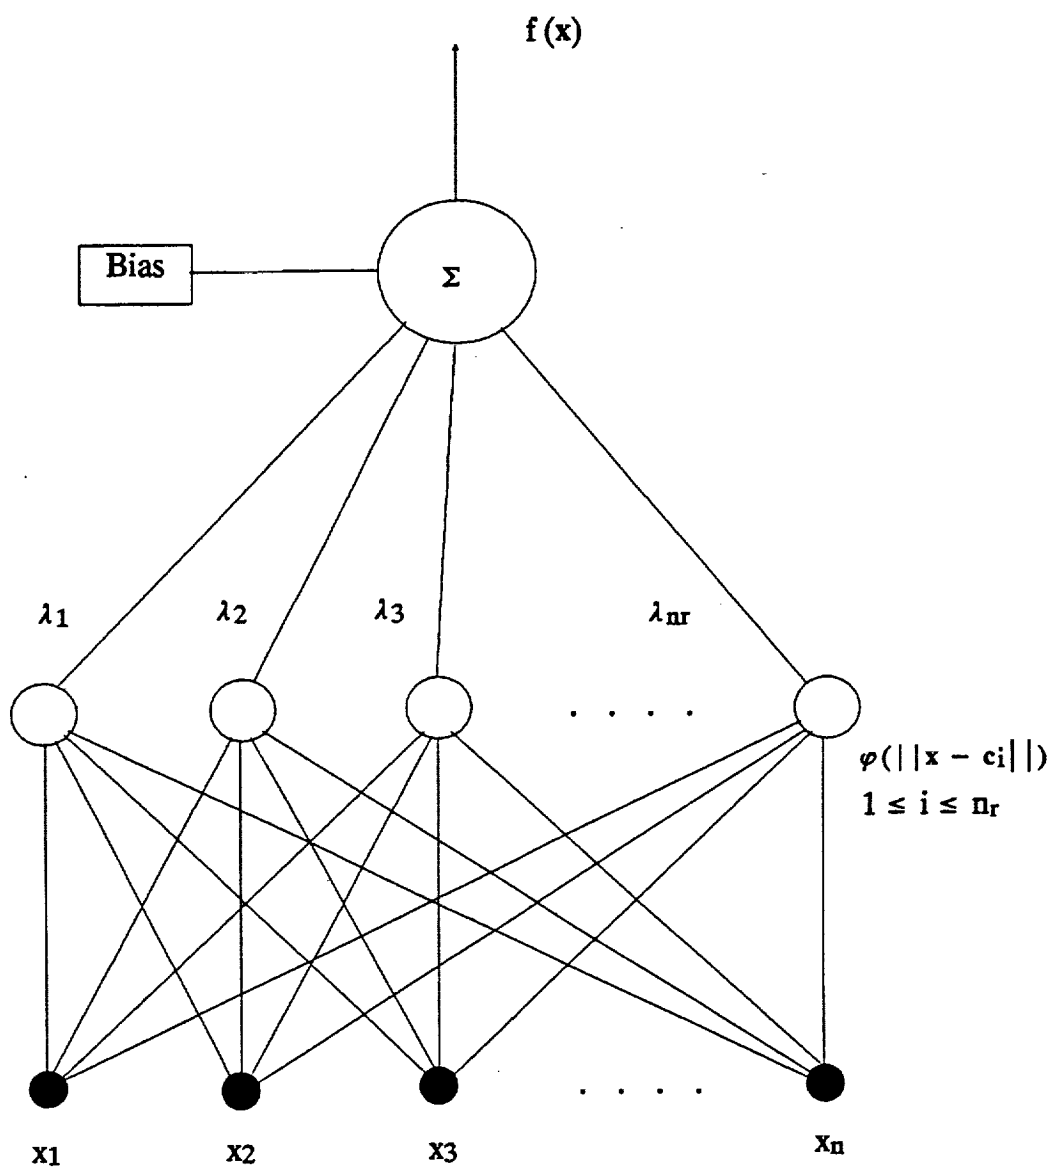 f (x)
Bias
Σ
λ1 λ2 λ3 λnr
. . . .
φ(||x − ci||)
1 ≤ i ≤ nr
. . . .
x1 x2 x3 xn